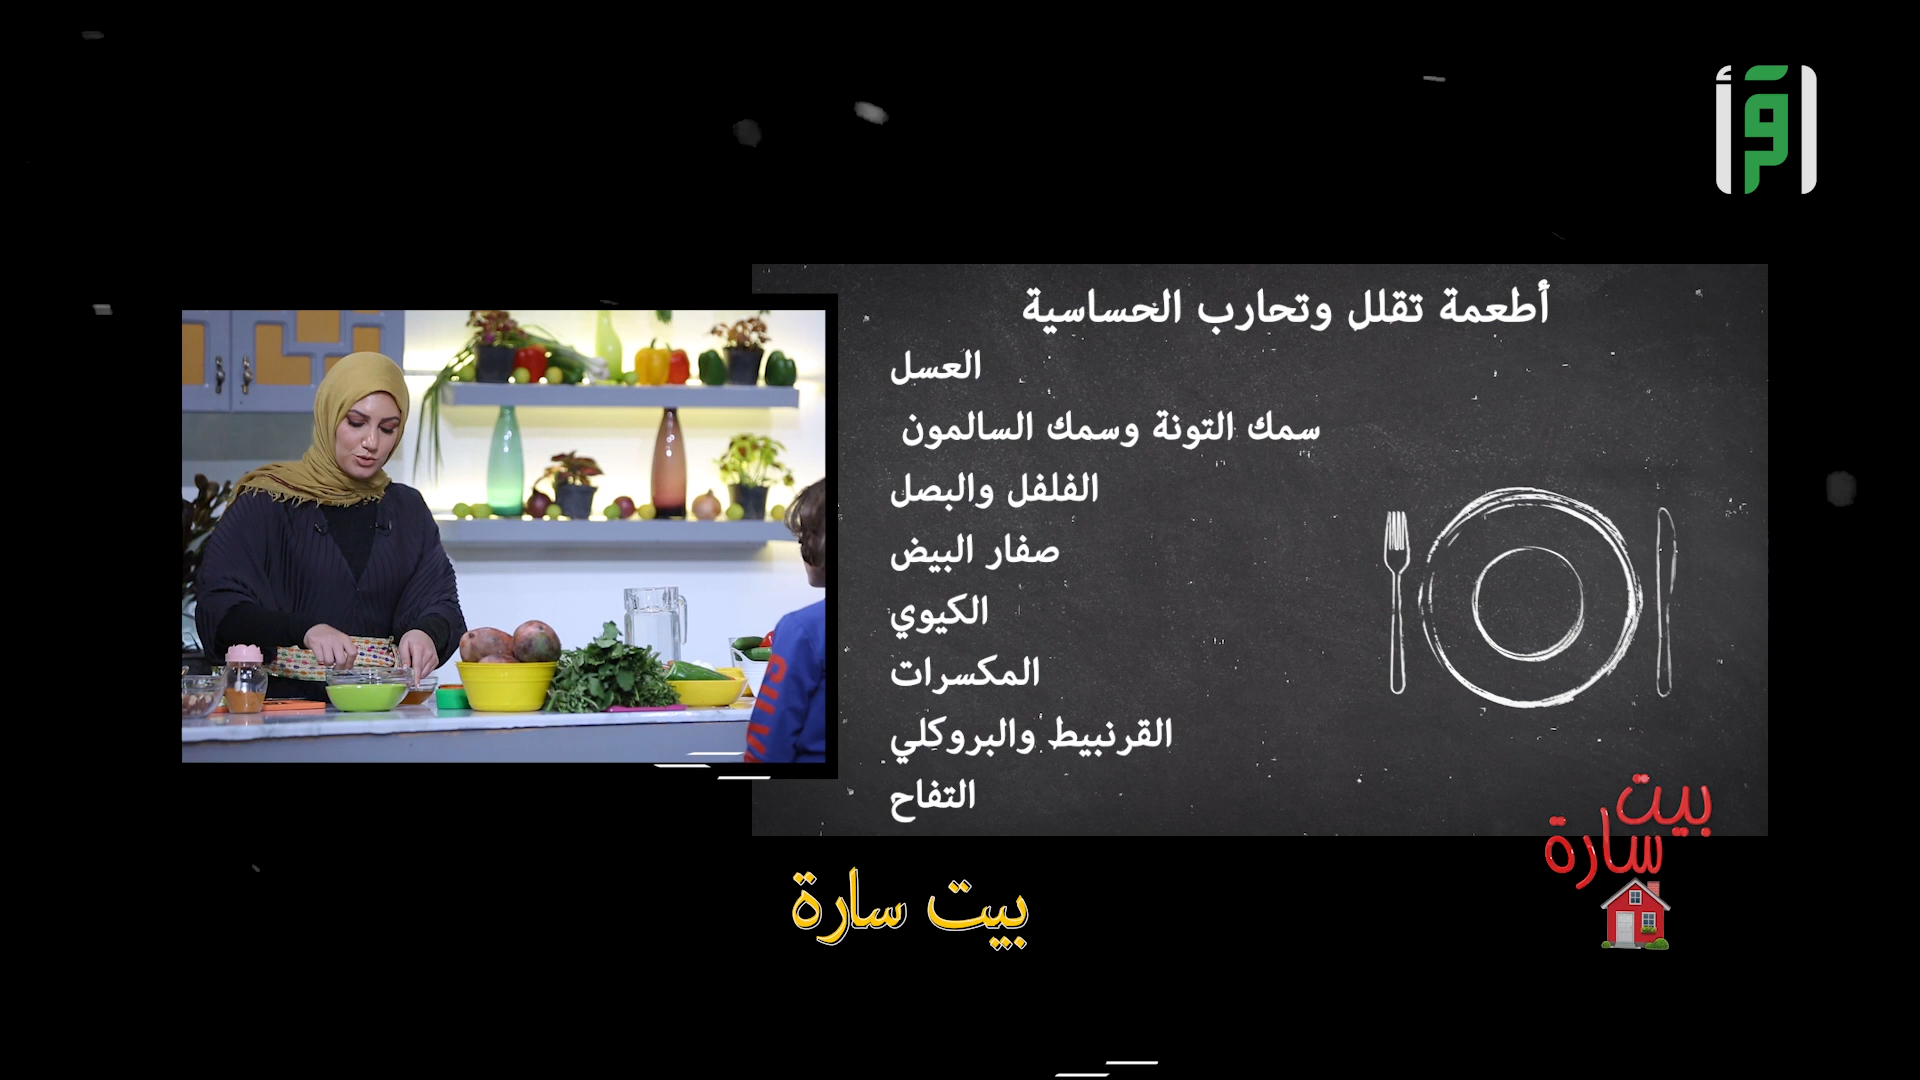 اقرأ
أطعمة تقلل وتحارب الحساسية
العسل
سمك التونة وسمك السالمون
الفلفل والبصل
صفار البيض
الكيوي
المكسرات
القرنبيط والبروكلي
التفاح
بيت سارة
بيت
سارة